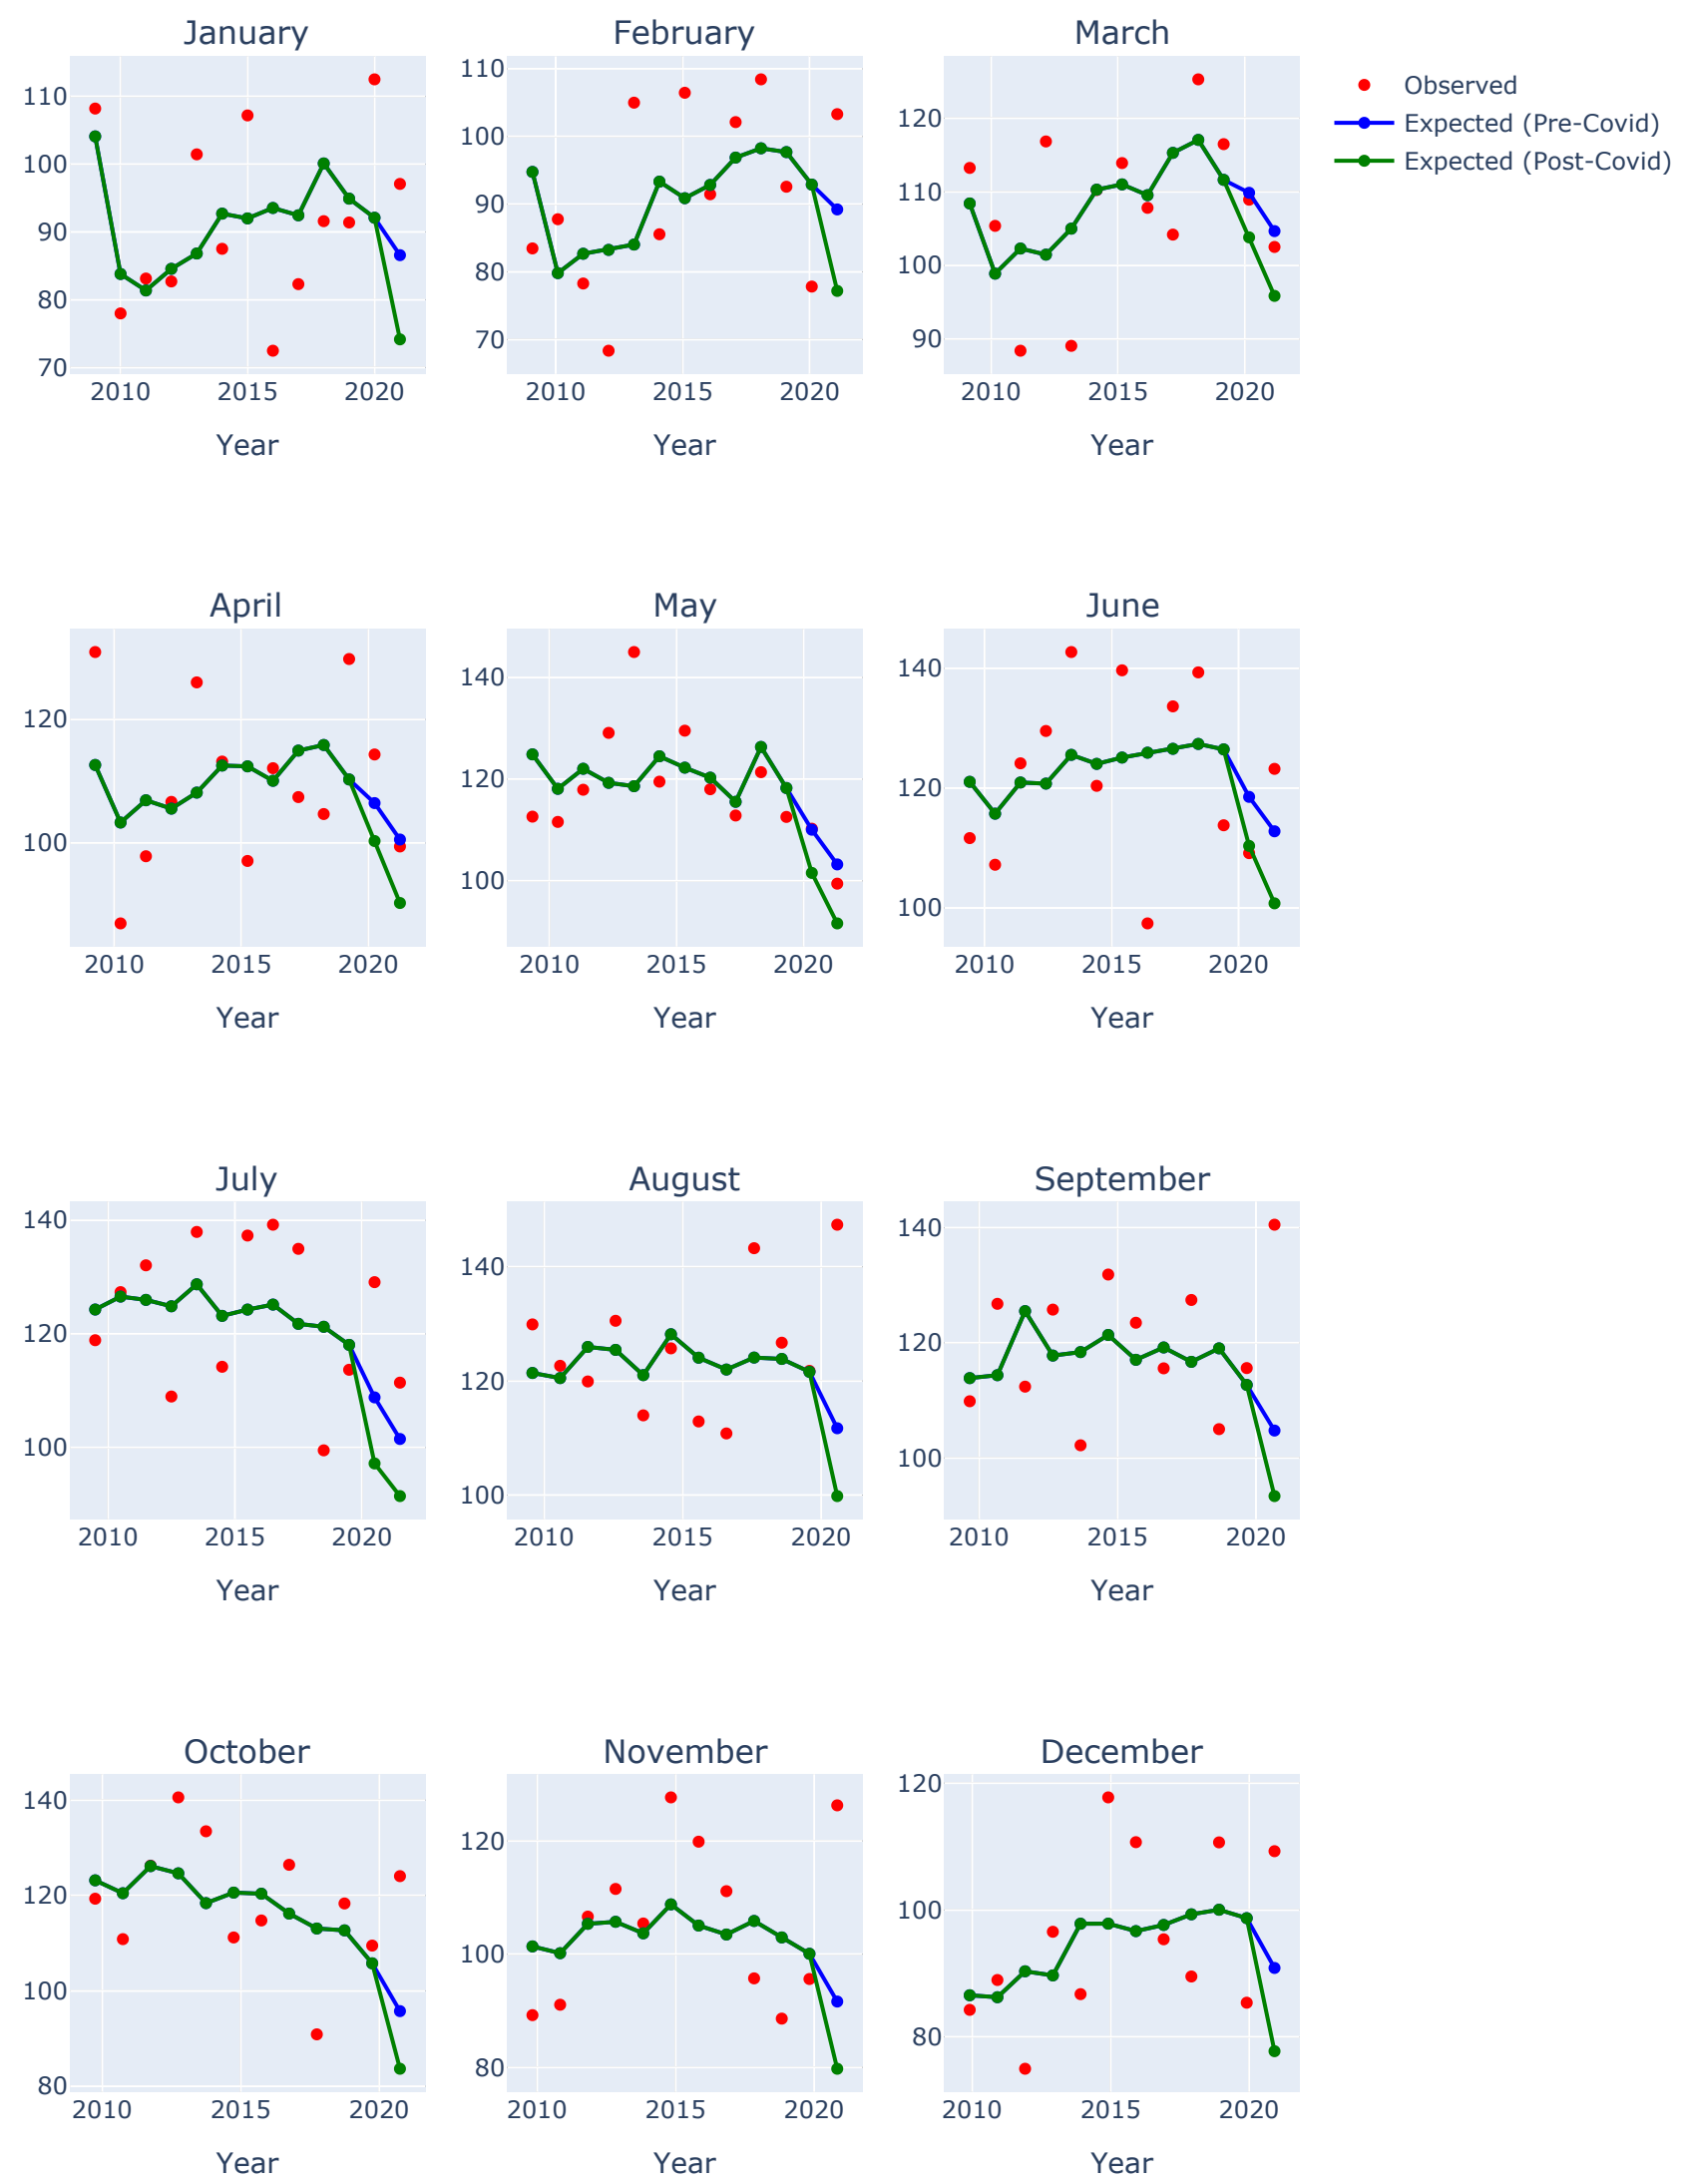 January
February
March
110
100
90
80
70
2010
2015
2020
Year
110
100
90
80
70
2010
2015
2020
Year
120
110
100
90
2010
2015
2020
Year
Observed
Expected (Pre-Covid)
Expected (Post-Covid)
April
May
June
120
100
2010
2015
2020
Year
140
120
100
2010
2015
2020
Year
140
120
100
2010
2015
2020
Year
July
August
September
140
120
100
2010
2015
2020
Year
140
120
100
2010
2015
2020
Year
140
120
100
2010
2015
2020
Year
October
November
December
140
120
100
80
2010
2015
2020
Year
120
100
80
2010
2015
2020
Year
120
100
80
2010
2015
2020
Year